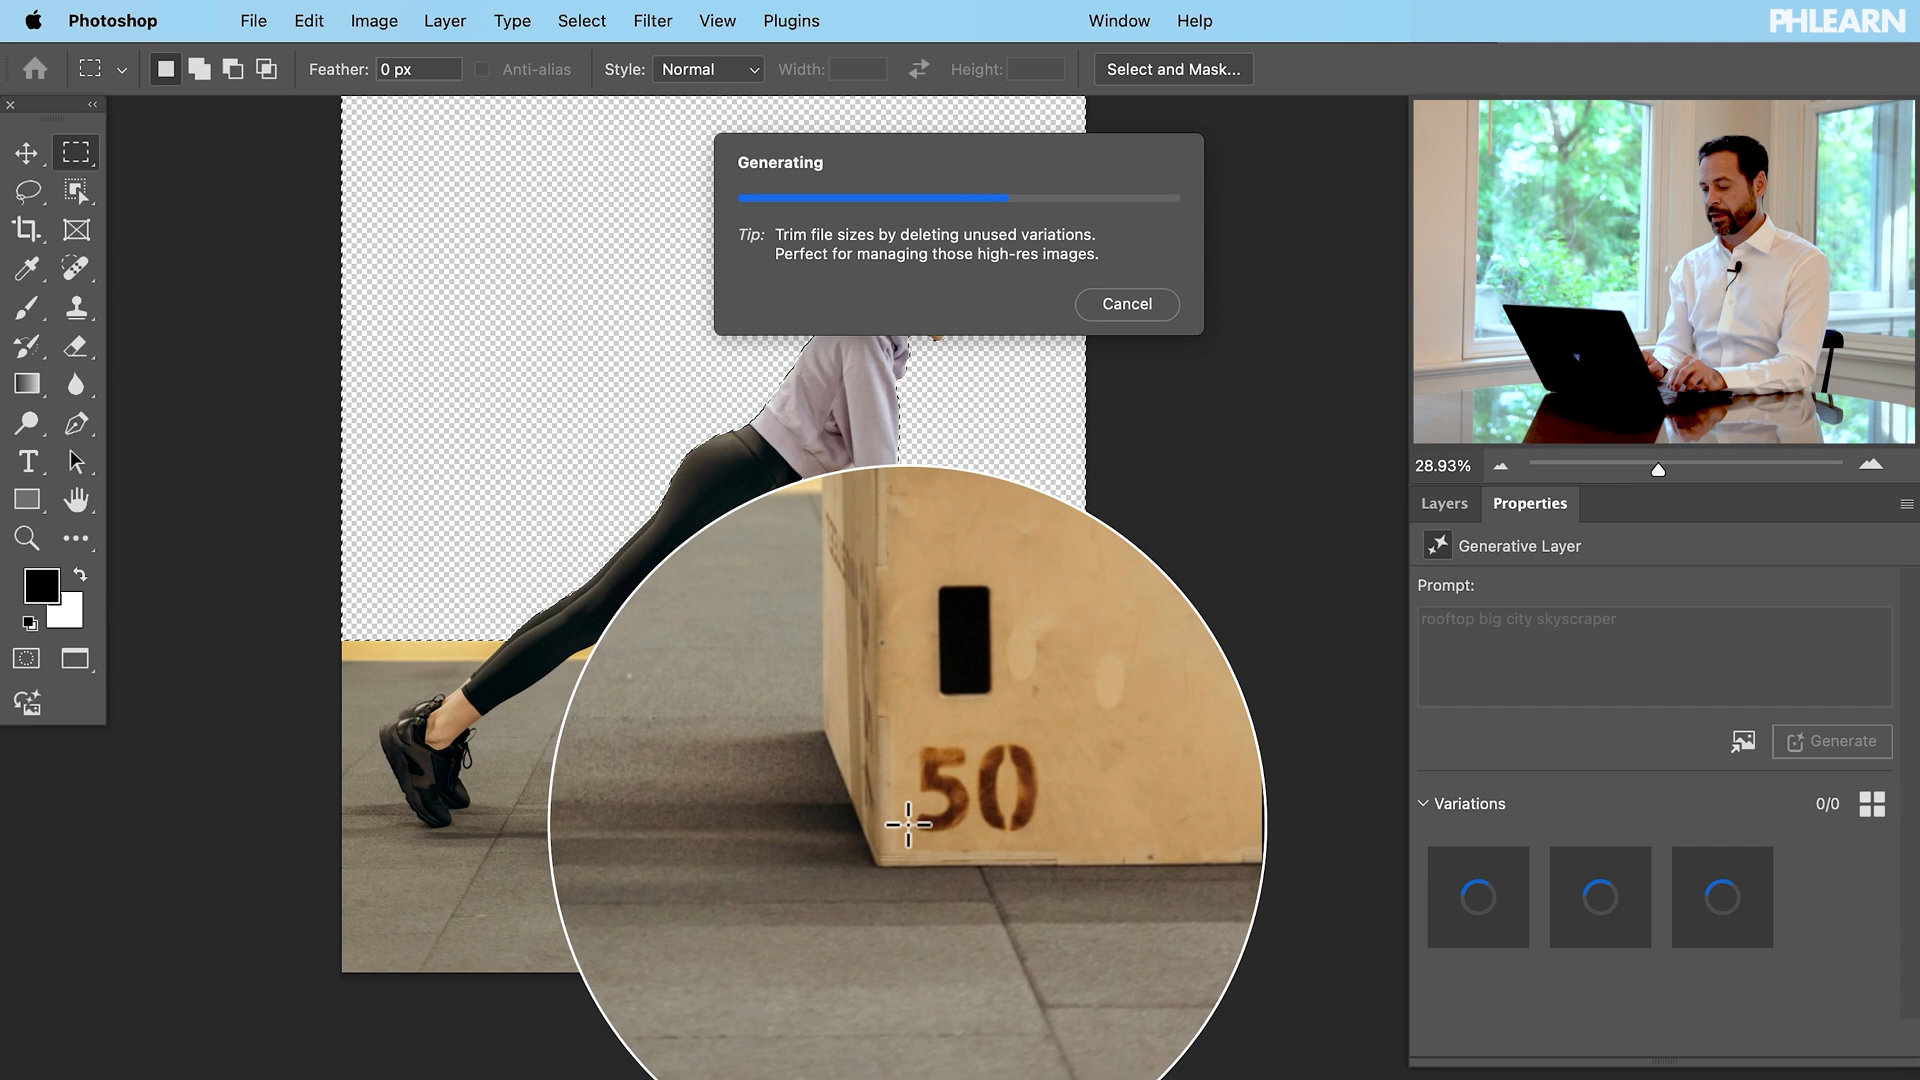 Photoshop File Edit Image Layer Type Select Filter View Plugins Window Help
PHLEARN
Feather: 0 px Anti-alias Style: Normal Width: Height: Select and Mask...
Generating
Tip: Trim file sizes by deleting unused variations.
Perfect for managing those high-res images.
Cancel
50
28.93%
Layers Properties
Generative Layer
Prompt:
rooftop big city skyscraper
Generate
Variations 0/0